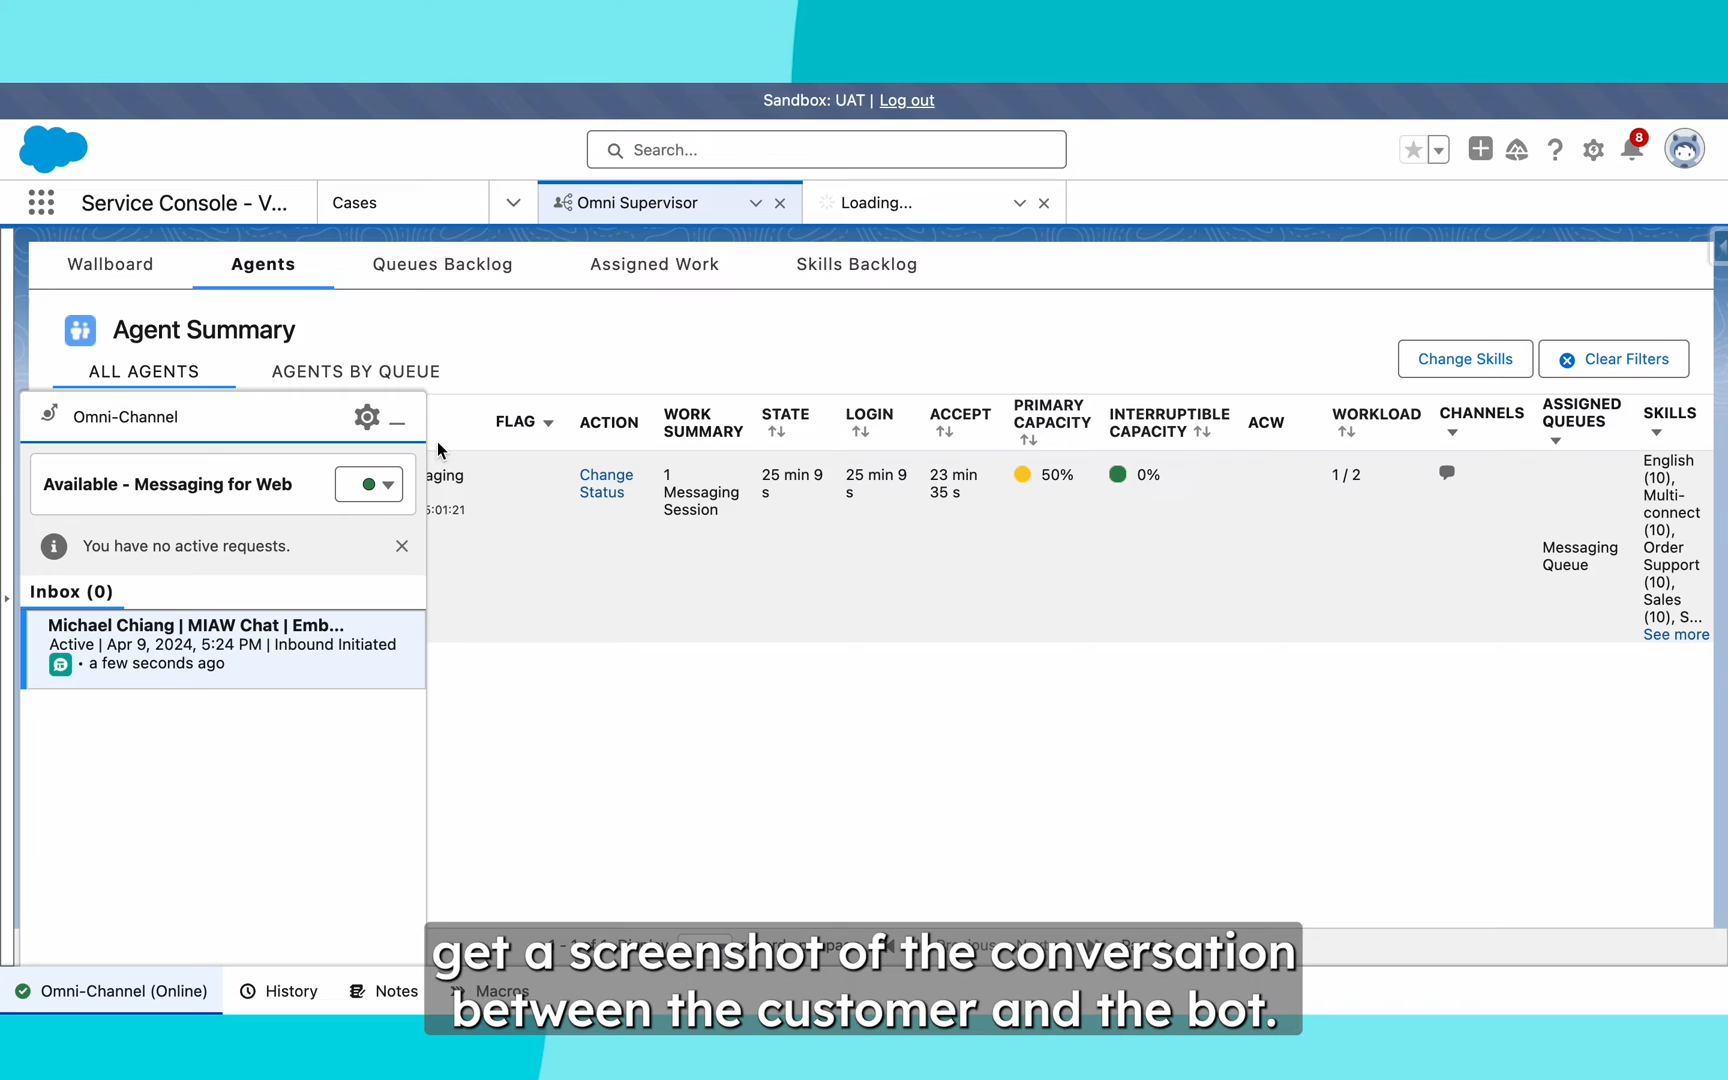 Sandbox: UAT | Log out
Search...
8
Service Console - V...
Cases
Omni Supervisor
Loading...
Wallboard
Agents
Queues Backlog
Assigned Work
Skills Backlog
Agent Summary
ALL AGENTS
AGENTS BY QUEUE
Change Skills
Clear Filters
Omni-Channel
Available - Messaging for Web
You have no active requests.
Inbox (0)
Michael Chiang | MIAW Chat | Emb...
Active | Apr 9, 2024, 5:24 PM | Inbound Initiated
• a few seconds ago
FLAG
ACTION
WORK
SUMMARY
STATE
LOGIN
ACCEPT
PRIMARY
CAPACITY
INTERRUPTIBLE
CAPACITY
ACW
WORKLOAD
CHANNELS
ASSIGNED
QUEUES
SKILLS
aging
5:01:21
Change
Status
1
Messaging
Session
25 min 9
s
25 min 9
s
23 min
35 s
50%
0%
1 / 2
Messaging
Queue
English
(10),
Multi-
connect
(10),
Order
Support
(10),
Sales
(10), S...
See more
get a screenshot of the conversation
between the customer and the bot.
Omni-Channel (Online)
History
Notes
Macros